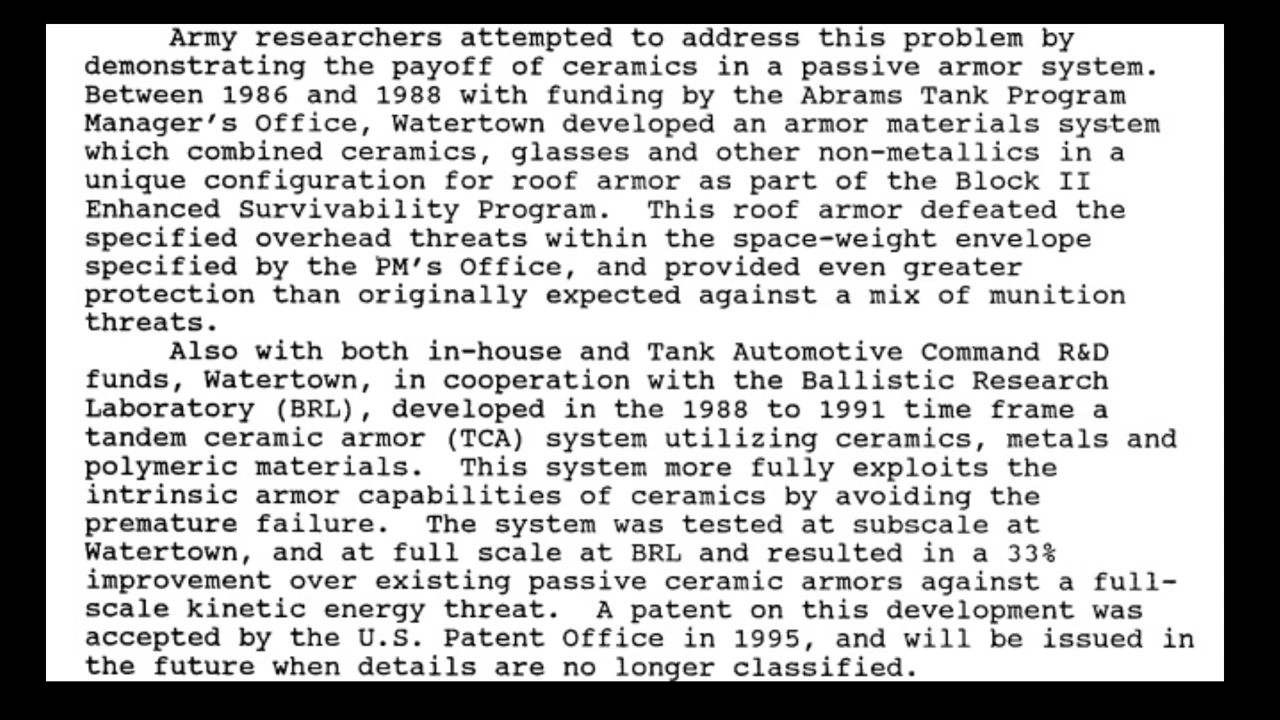 Army researchers attempted to address this problem by
demonstrating the payoff of ceramics in a passive armor system.
Between 1986 and 1988 with funding by the Abrams Tank Program
Manager's Office, Watertown developed an armor materials system
which combined ceramics, glasses and other non-metallics in a
unique configuration for roof armor as part of the Block II
Enhanced Survivability Program.  This roof armor defeated the
specified overhead threats within the space-weight envelope
specified by the PM's Office, and provided even greater
protection than originally expected against a mix of munition
threats.
Also with both in-house and Tank Automotive Command R&D
funds, Watertown, in cooperation with the Ballistic Research
Laboratory (BRL), developed in the 1988 to 1991 time frame a
tandem ceramic armor (TCA) system utilizing ceramics, metals and
polymeric materials.  This system more fully exploits the
intrinsic armor capabilities of ceramics by avoiding the
premature failure.  The system was tested at subscale at
Watertown, and at full scale at BRL and resulted in a 33%
improvement over existing passive ceramic armors against a full-
scale kinetic energy threat.  A patent on this development was
accepted by the U.S. Patent Office in 1995, and will be issued in
the future when details are no longer classified.